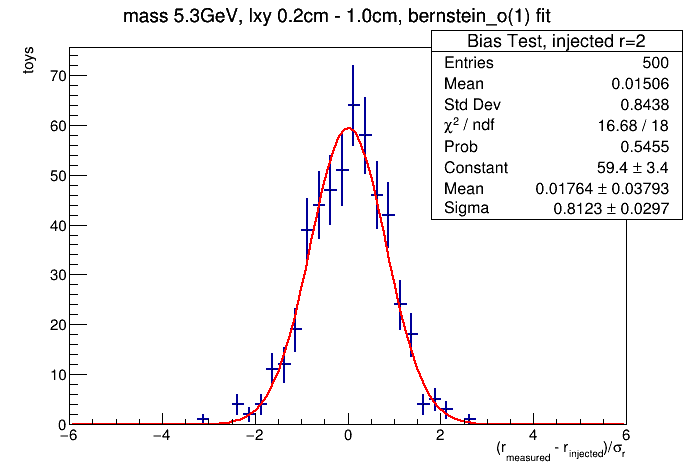 mass 5.3GeV, lxy 0.2cm - 1.0cm, bernstein_o(1) fit
toys
Bias Test, injected r=2
Entries 500
Mean 0.01506
Std Dev 0.8438
χ² / ndf 16.68 / 18
Prob 0.5455
Constant 59.4 ± 3.4
Mean 0.01764 ± 0.03793
Sigma 0.8123 ± 0.0297
70
60
50
40
30
20
10
0
−6 −4 −2 0 2 4 6
(r_measured - r_injected)/σ_r